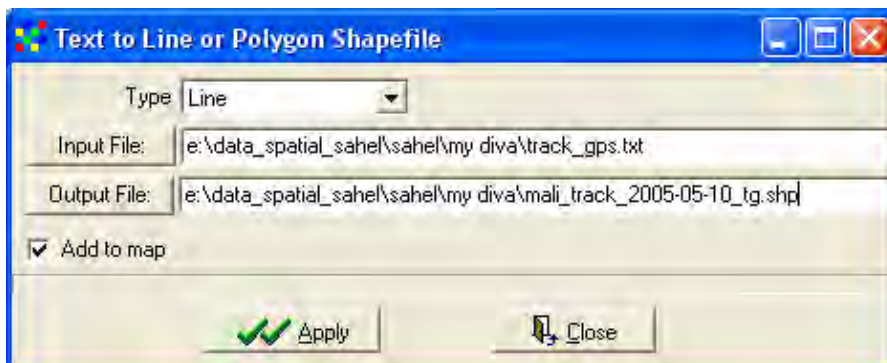 Text to Line or Polygon Shapefile
Type Line
Input File: e:\data_spatial_sahel\sahel\my diva\track_gps.txt
Output File: e:\data_spatial_sahel\sahel\my diva\mali_track_2005-05-10_tg.shp
Add to map
Apply Close